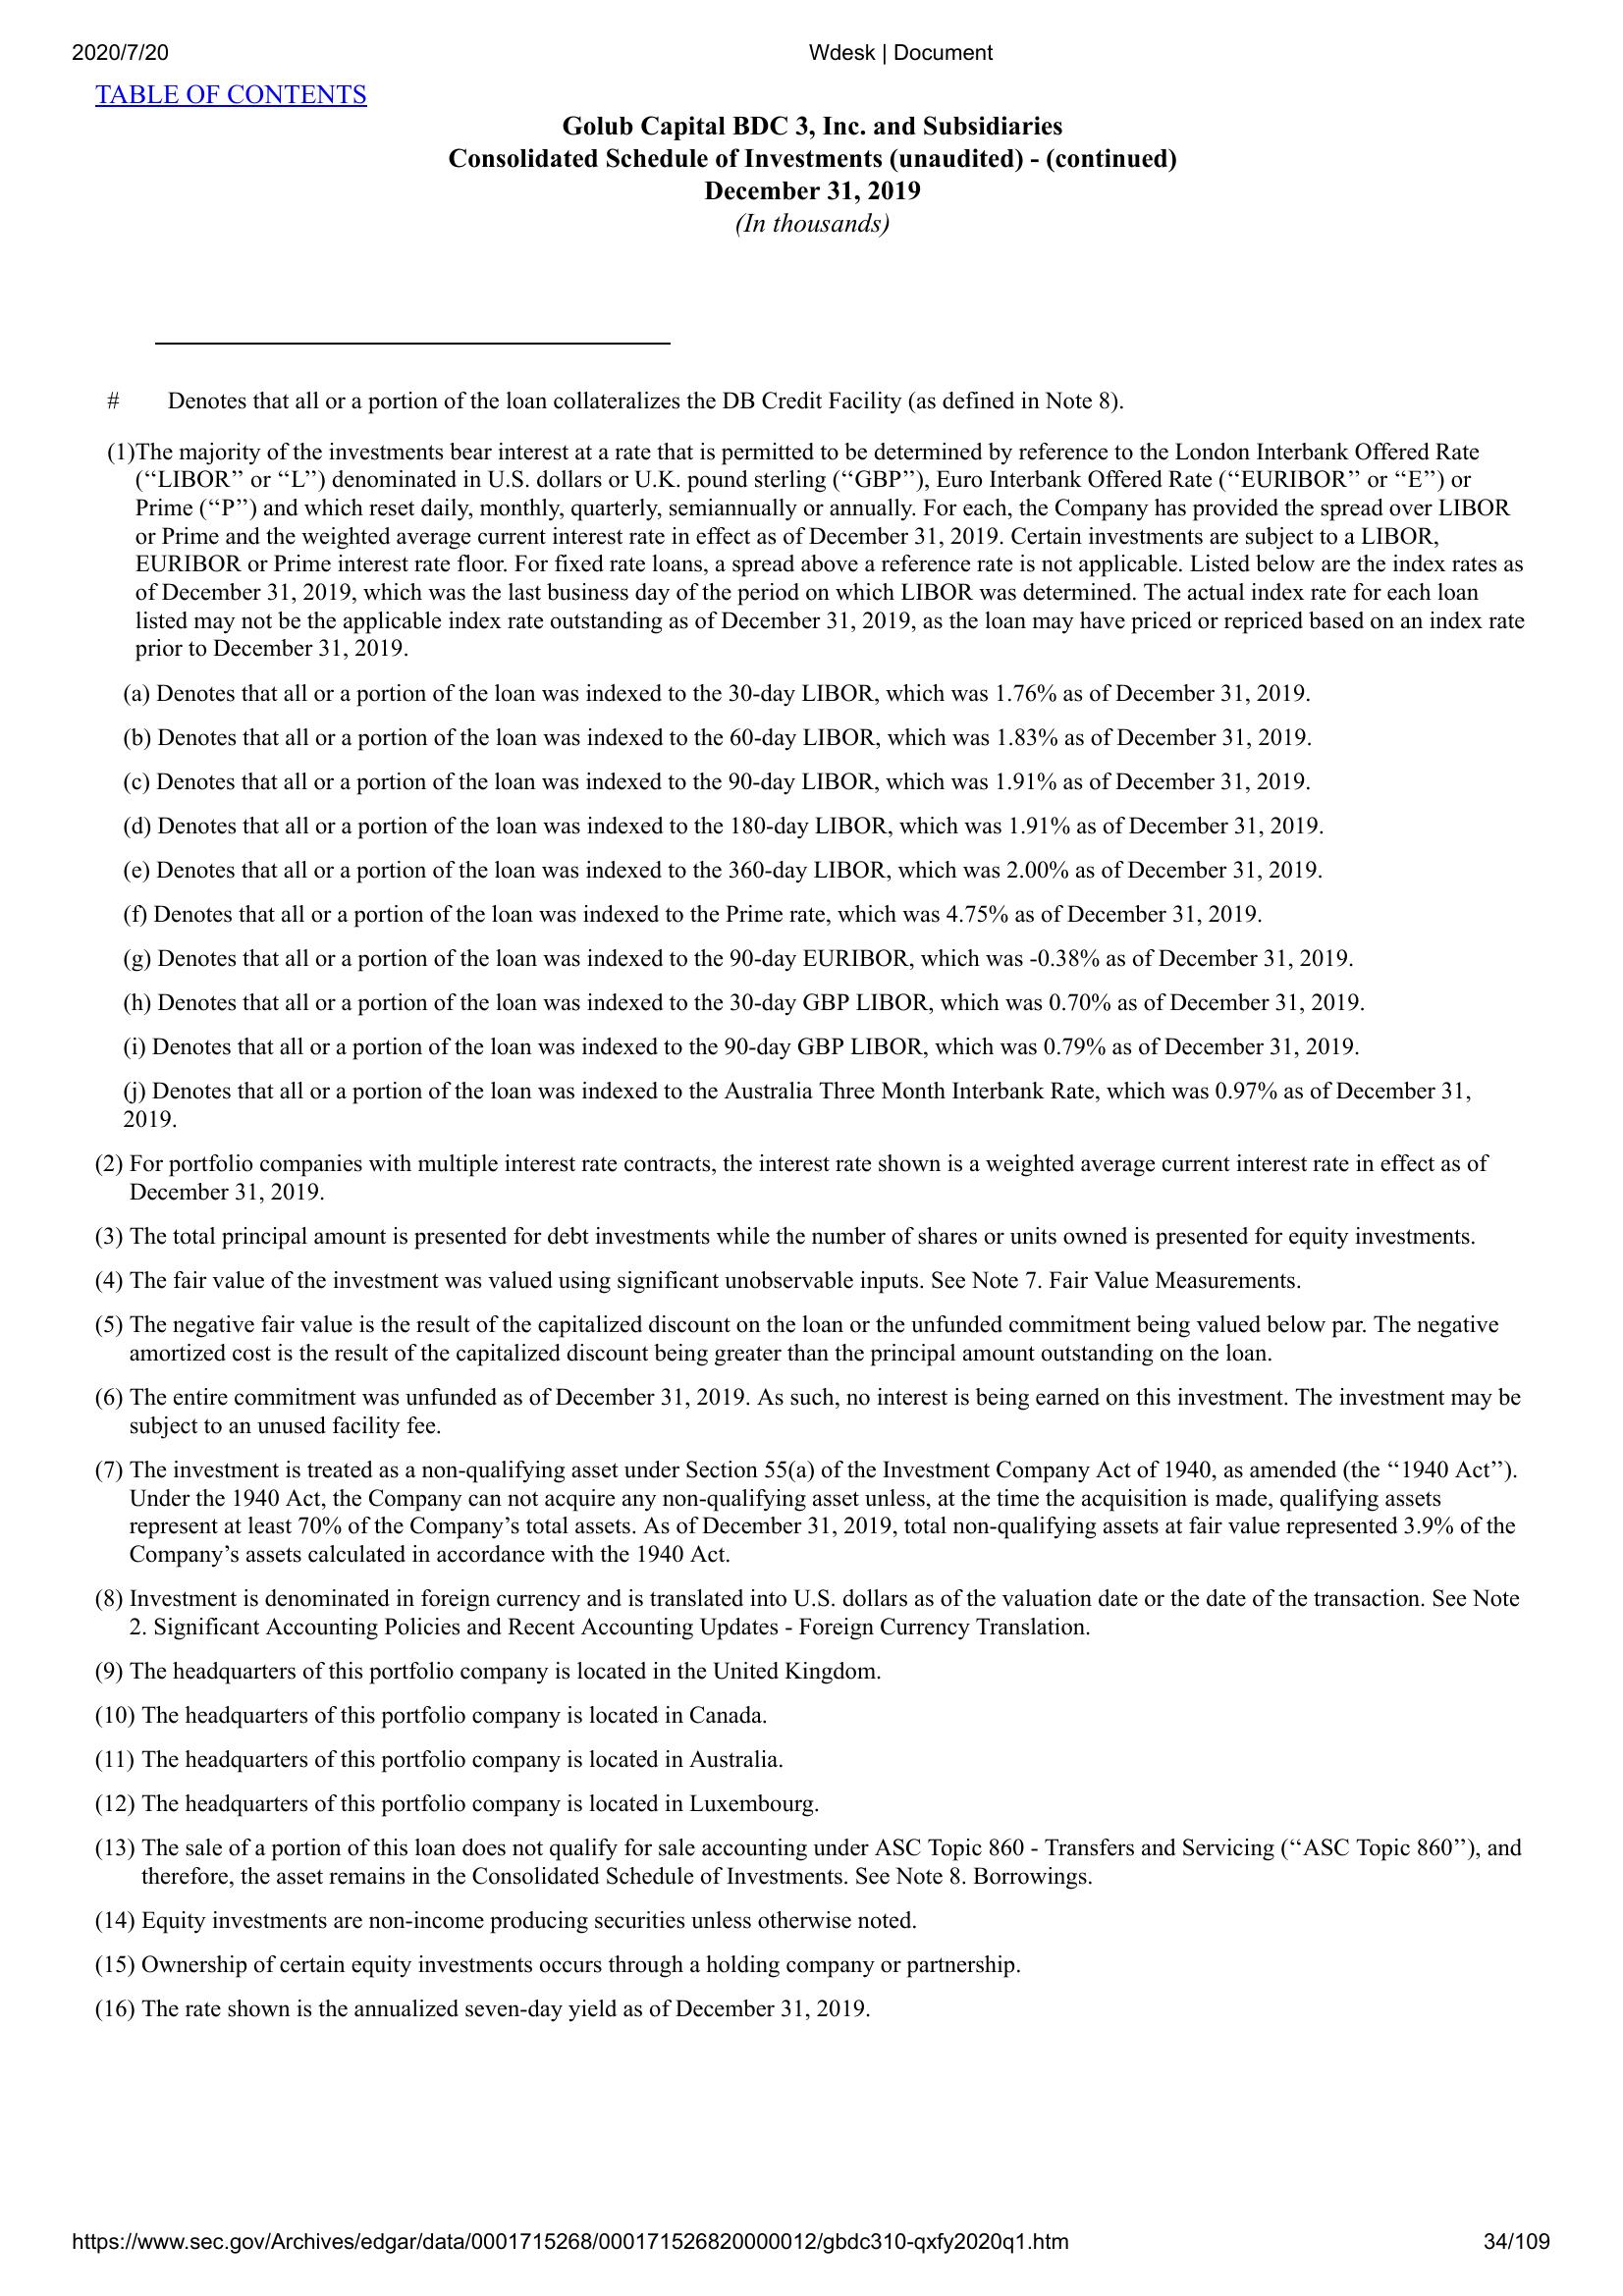 2020/7/20 Wdesk | Document
TABLE OF CONTENTS
Golub Capital BDC 3, Inc. and Subsidiaries
Consolidated Schedule of Investments (unaudited) - (continued)
December 31, 2019
(In thousands)
# Denotes that all or a portion of the loan collateralizes the DB Credit Facility (as defined in Note 8).
(1)The majority of the investments bear interest at a rate that is permitted to be determined by reference to the London Interbank Offered Rate
(‘‘LIBOR’’ or ‘‘L’’) denominated in U.S. dollars or U.K. pound sterling (‘‘GBP’’), Euro Interbank Offered Rate (‘‘EURIBOR’’ or ‘‘E’’) or
Prime (‘‘P’’) and which reset daily, monthly, quarterly, semiannually or annually. For each, the Company has provided the spread over LIBOR
or Prime and the weighted average current interest rate in effect as of December 31, 2019. Certain investments are subject to a LIBOR,
EURIBOR or Prime interest rate floor. For fixed rate loans, a spread above a reference rate is not applicable. Listed below are the index rates as
of December 31, 2019, which was the last business day of the period on which LIBOR was determined. The actual index rate for each loan
listed may not be the applicable index rate outstanding as of December 31, 2019, as the loan may have priced or repriced based on an index rate
prior to December 31, 2019.
(a) Denotes that all or a portion of the loan was indexed to the 30-day LIBOR, which was 1.76% as of December 31, 2019.
(b) Denotes that all or a portion of the loan was indexed to the 60-day LIBOR, which was 1.83% as of December 31, 2019.
(c) Denotes that all or a portion of the loan was indexed to the 90-day LIBOR, which was 1.91% as of December 31, 2019.
(d) Denotes that all or a portion of the loan was indexed to the 180-day LIBOR, which was 1.91% as of December 31, 2019.
(e) Denotes that all or a portion of the loan was indexed to the 360-day LIBOR, which was 2.00% as of December 31, 2019.
(f) Denotes that all or a portion of the loan was indexed to the Prime rate, which was 4.75% as of December 31, 2019.
(g) Denotes that all or a portion of the loan was indexed to the 90-day EURIBOR, which was -0.38% as of December 31, 2019.
(h) Denotes that all or a portion of the loan was indexed to the 30-day GBP LIBOR, which was 0.70% as of December 31, 2019.
(i) Denotes that all or a portion of the loan was indexed to the 90-day GBP LIBOR, which was 0.79% as of December 31, 2019.
(j) Denotes that all or a portion of the loan was indexed to the Australia Three Month Interbank Rate, which was 0.97% as of December 31,
2019.
(2) For portfolio companies with multiple interest rate contracts, the interest rate shown is a weighted average current interest rate in effect as of
December 31, 2019.
(3) The total principal amount is presented for debt investments while the number of shares or units owned is presented for equity investments.
(4) The fair value of the investment was valued using significant unobservable inputs. See Note 7. Fair Value Measurements.
(5) The negative fair value is the result of the capitalized discount on the loan or the unfunded commitment being valued below par. The negative
amortized cost is the result of the capitalized discount being greater than the principal amount outstanding on the loan.
(6) The entire commitment was unfunded as of December 31, 2019. As such, no interest is being earned on this investment. The investment may be
subject to an unused facility fee.
(7) The investment is treated as a non-qualifying asset under Section 55(a) of the Investment Company Act of 1940, as amended (the ‘‘1940 Act’’).
Under the 1940 Act, the Company can not acquire any non-qualifying asset unless, at the time the acquisition is made, qualifying assets
represent at least 70% of the Company’s total assets. As of December 31, 2019, total non-qualifying assets at fair value represented 3.9% of the
Company’s assets calculated in accordance with the 1940 Act.
(8) Investment is denominated in foreign currency and is translated into U.S. dollars as of the valuation date or the date of the transaction. See Note
2. Significant Accounting Policies and Recent Accounting Updates - Foreign Currency Translation.
(9) The headquarters of this portfolio company is located in the United Kingdom.
(10) The headquarters of this portfolio company is located in Canada.
(11) The headquarters of this portfolio company is located in Australia.
(12) The headquarters of this portfolio company is located in Luxembourg.
(13) The sale of a portion of this loan does not qualify for sale accounting under ASC Topic 860 - Transfers and Servicing (‘‘ASC Topic 860’’), and
therefore, the asset remains in the Consolidated Schedule of Investments. See Note 8. Borrowings.
(14) Equity investments are non-income producing securities unless otherwise noted.
(15) Ownership of certain equity investments occurs through a holding company or partnership.
(16) The rate shown is the annualized seven-day yield as of December 31, 2019.
https://www.sec.gov/Archives/edgar/data/0001715268/000171526820000012/gbdc310-qxfy2020q1.htm 34/109